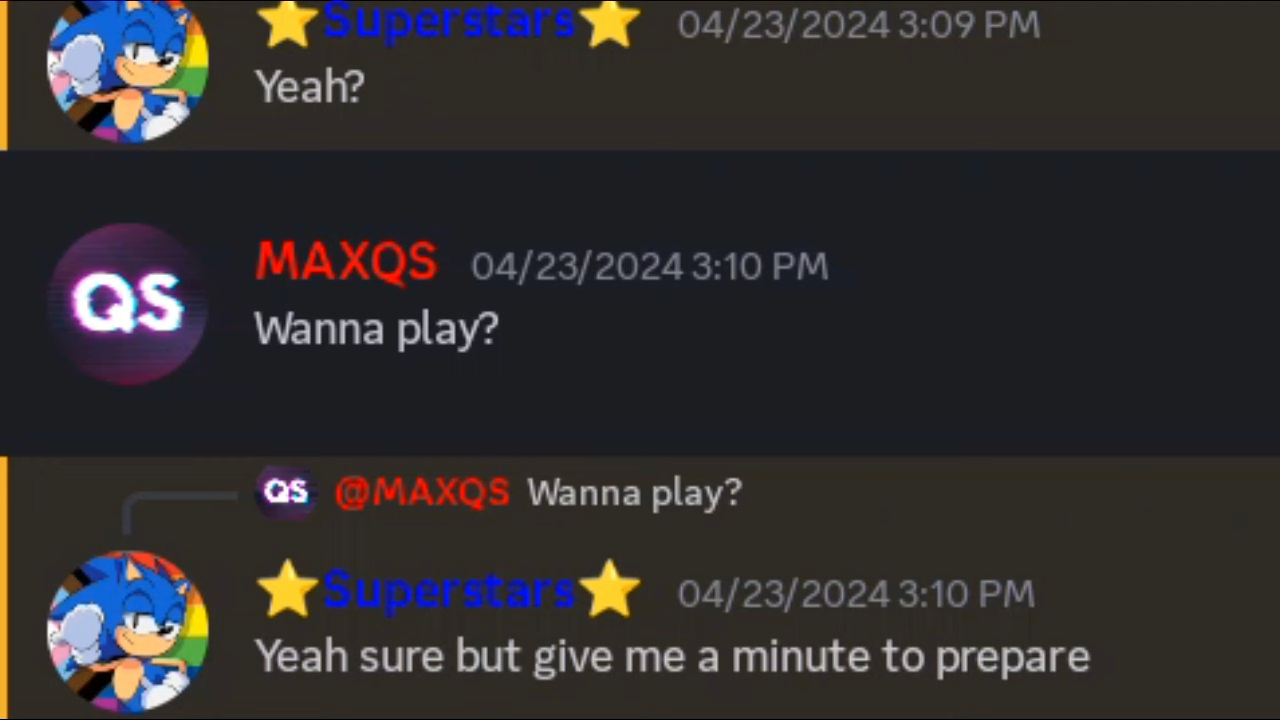 ⭐Superstars⭐ 04/23/2024 3:09 PM
Yeah?
QS
MAXQS 04/23/2024 3:10 PM
Wanna play?
QS @MAXQS Wanna play?
⭐Superstars⭐ 04/23/2024 3:10 PM
Yeah sure but give me a minute to prepare